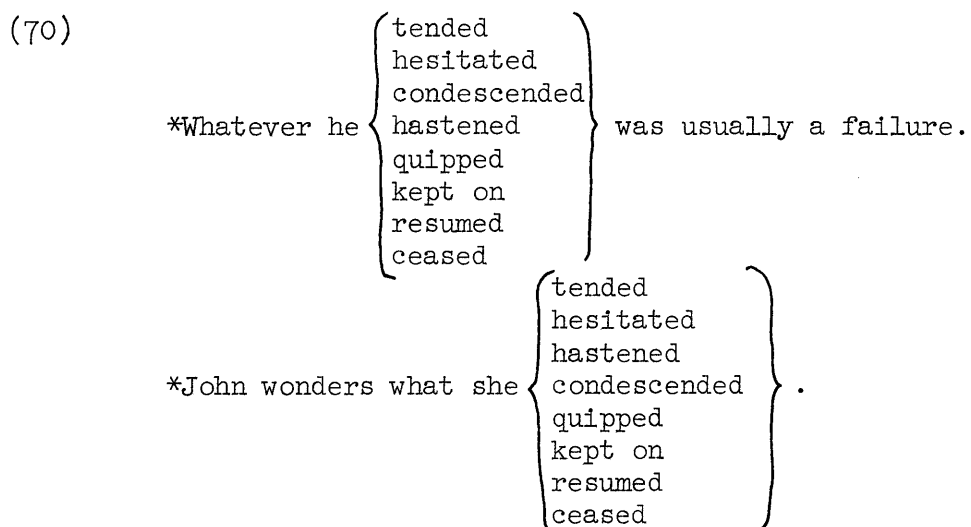 (70)
tended
hesitated
condescended
*Whatever he hastened was usually a failure.
quipped
kept on
resumed
ceased
tended
hesitated
hastened
*John wonders what she condescended .
quipped
kept on
resumed
ceased